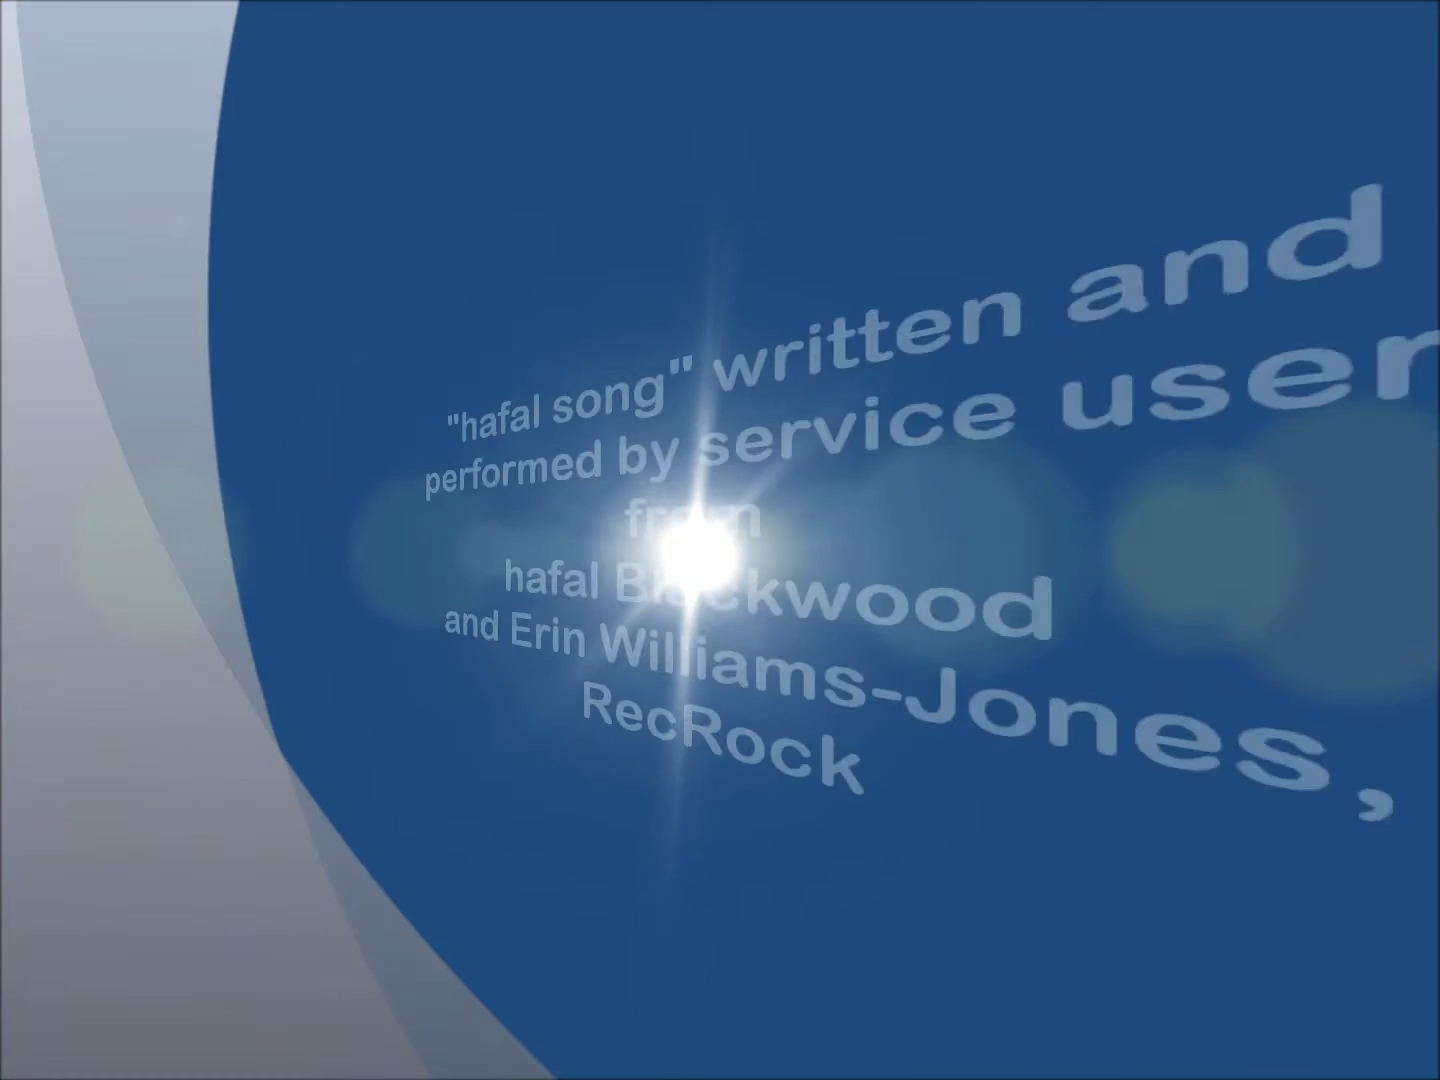 "hafal song" written and
performed by service user
from
hafal Blackwood
and Erin Williams-Jones,
RecRock